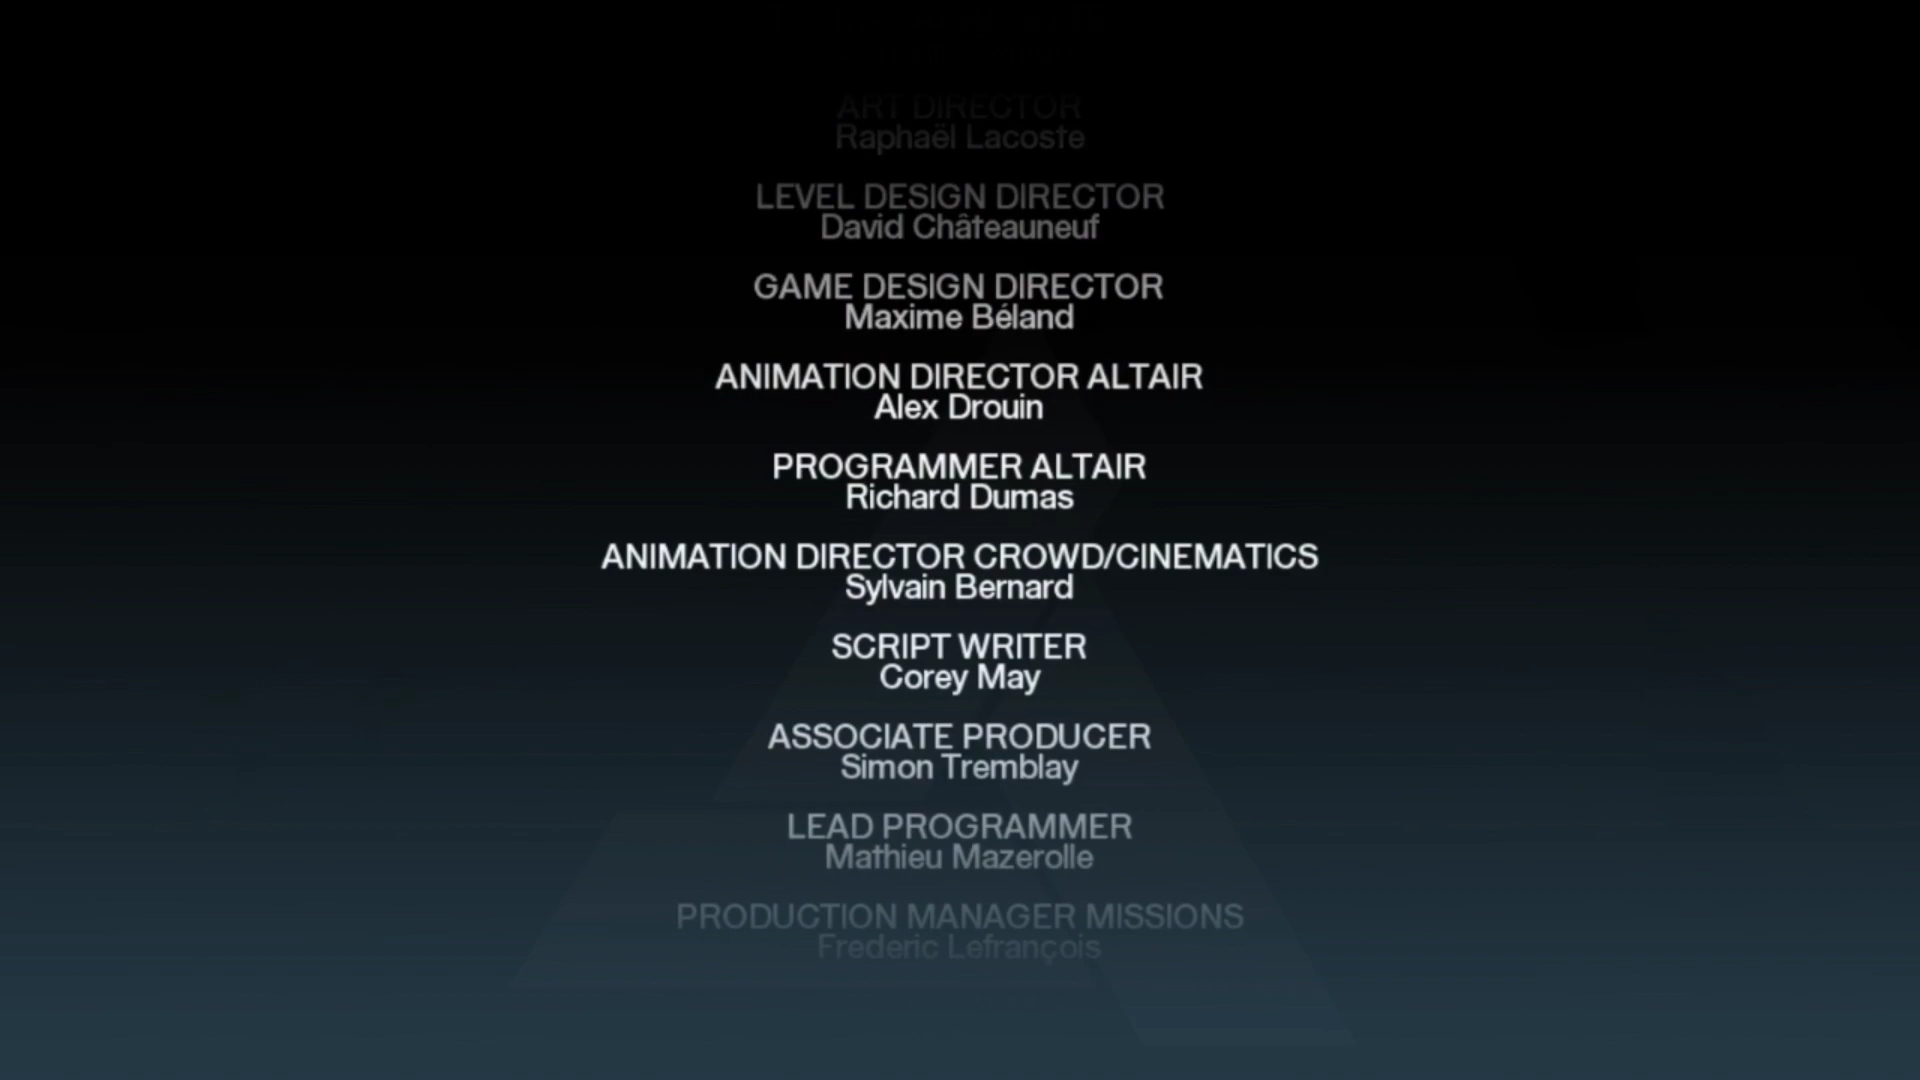 ART DIRECTOR
Raphaël Lacoste
LEVEL DESIGN DIRECTOR
David Châteauneuf
GAME DESIGN DIRECTOR
Maxime Béland
ANIMATION DIRECTOR ALTAIR
Alex Drouin
PROGRAMMER ALTAIR
Richard Dumas
ANIMATION DIRECTOR CROWD/CINEMATICS
Sylvain Bernard
SCRIPT WRITER
Corey May
ASSOCIATE PRODUCER
Simon Tremblay
LEAD PROGRAMMER
Mathieu Mazerolle
PRODUCTION MANAGER MISSIONS
Frederic Lefrançois